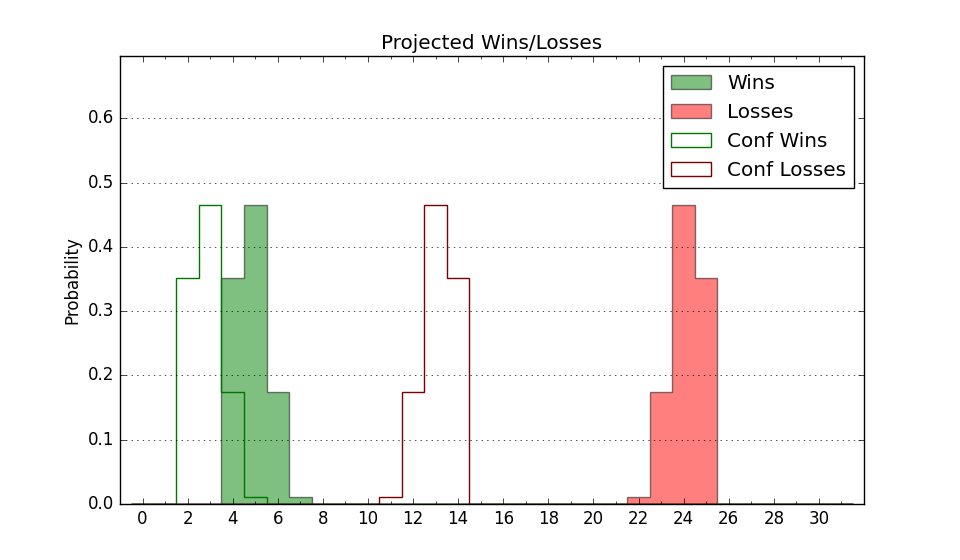 Projected Wins/Losses
Wins
Losses
Conf Wins
Conf Losses
Probability
0.6
0.5
0.4
0.3
0.2
0.1
0.0
0 2 4 6 8 10 12 14 16 18 20 22 24 26 28 30